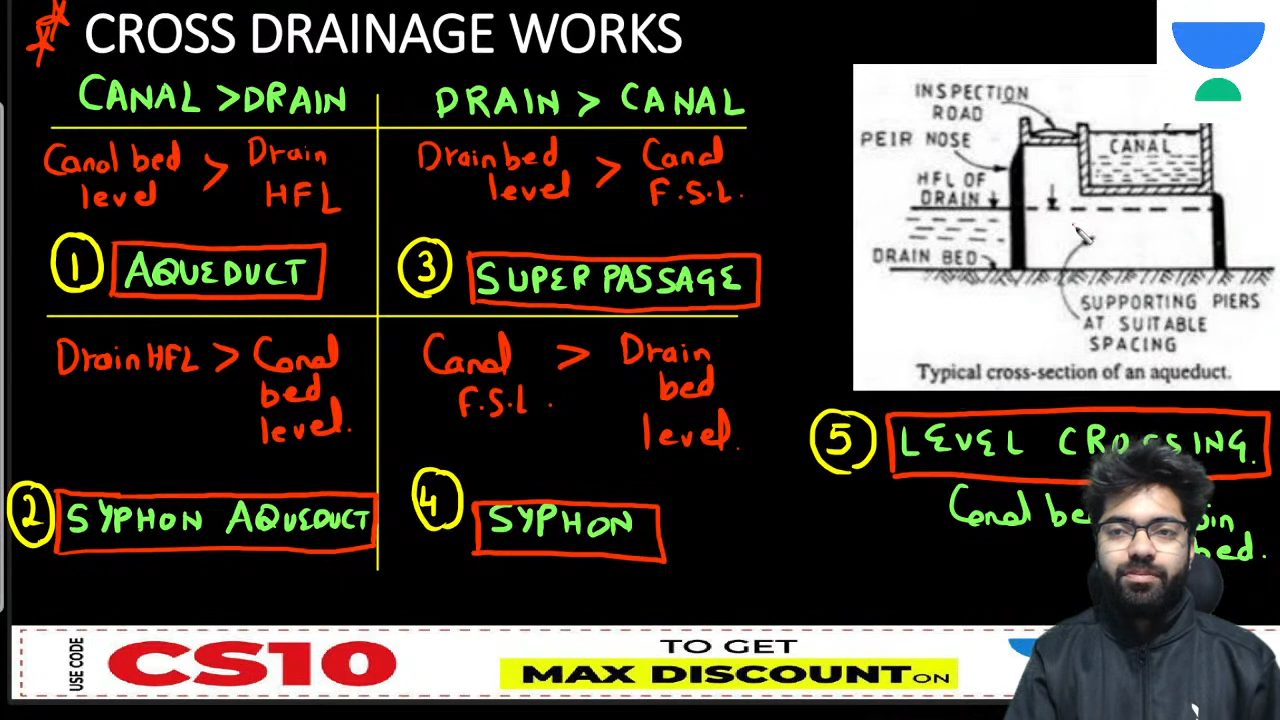 CROSS DRAINAGE WORKS
CANAL > DRAIN
DRAIN > CANAL
Canal bed level > Drain HFL
Drain bed level > Canal F.S.L.
1 AQUEDUCT
3 SUPER PASSAGE
Drain HFL > Canal bed level.
Canal F.S.L. > Drain bed level.
2 SYPHON AQUEDUCT
4 SYPHON
INSPECTION
ROAD
PEIR NOSE
CANAL
HFL OF
DRAIN
DRAIN BED
SUPPORTING PIERS
AT SUITABLE
SPACING
Typical cross-section of an aqueduct.
5 LEVEL CROSSING.
Canal
bed.
USE CODE
CS10
TO GET
MAX DISCOUNT ON